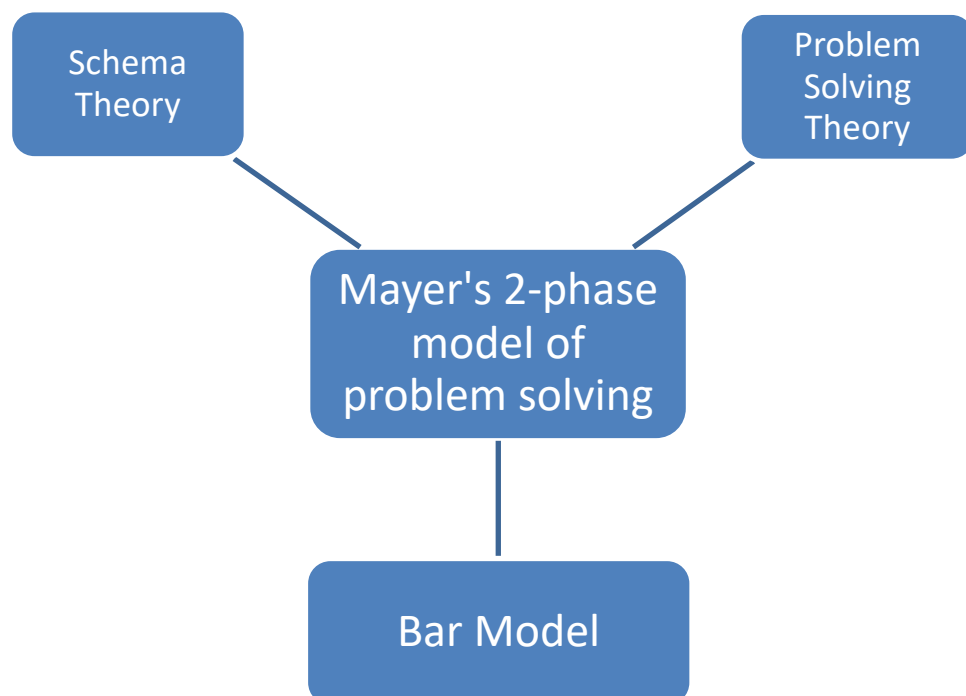 Schema
Theory
Problem
Solving
Theory
Mayer's 2-phase
model of
problem solving
Bar Model